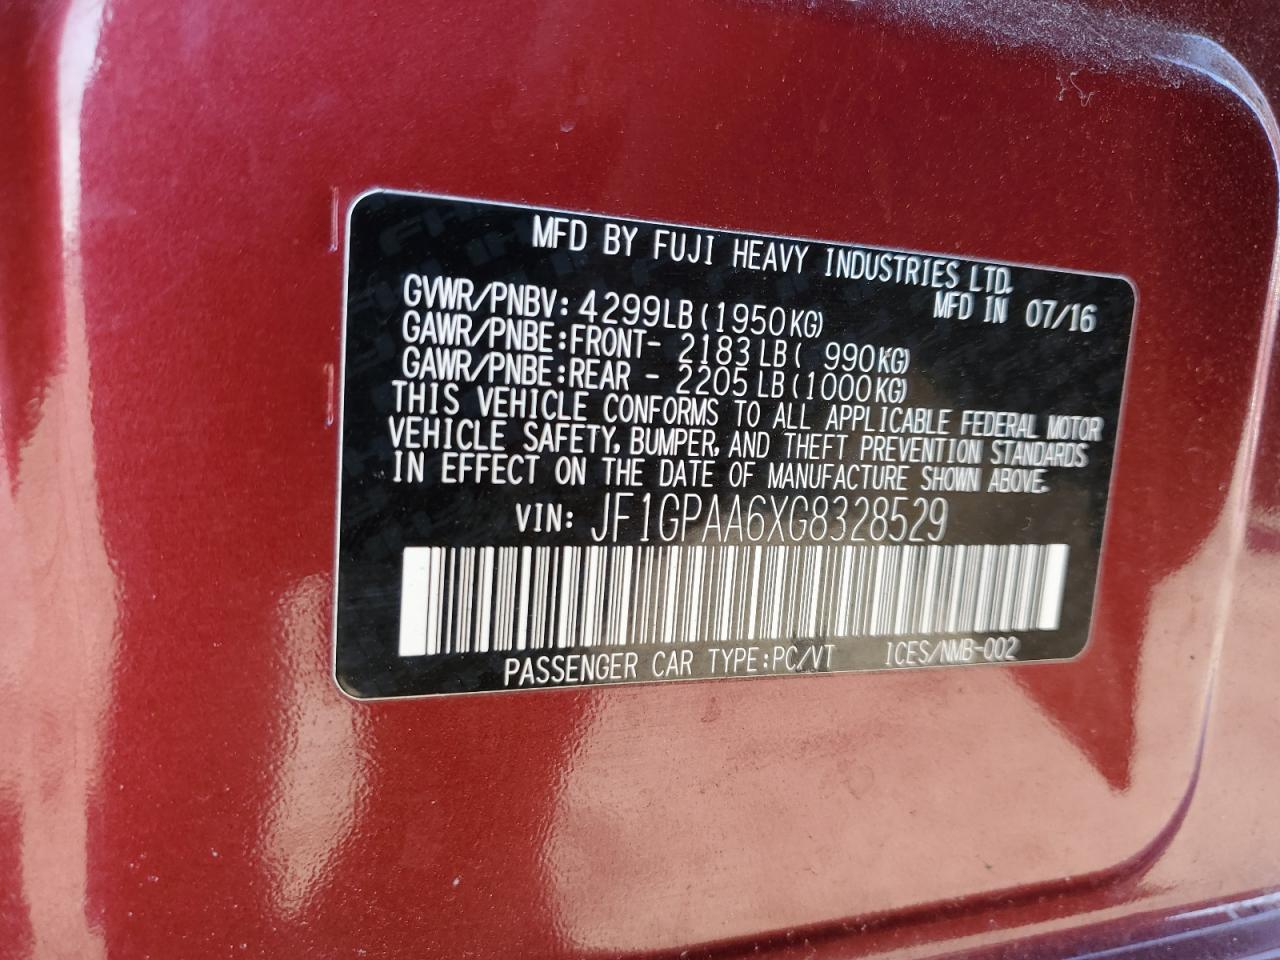 MFD BY FUJI HEAVY INDUSTRIES LTD.
MFD IN 07/16
GVWR/PNBV: 4299LB(1950KG)
GAWR/PNBE:FRONT- 2183LB( 990KG)
GAWR/PNBE:REAR - 2205LB(1000KG)
THIS VEHICLE CONFORMS TO ALL APPLICABLE FEDERAL MOTOR
VEHICLE SAFETY, BUMPER, AND THEFT PREVENTION STANDARDS
IN EFFECT ON THE DATE OF MANUFACTURE SHOWN ABOVE.
VIN: JF1GPAA6XG8328529
PASSENGER CAR TYPE:PC/VT ICES/NMB-002